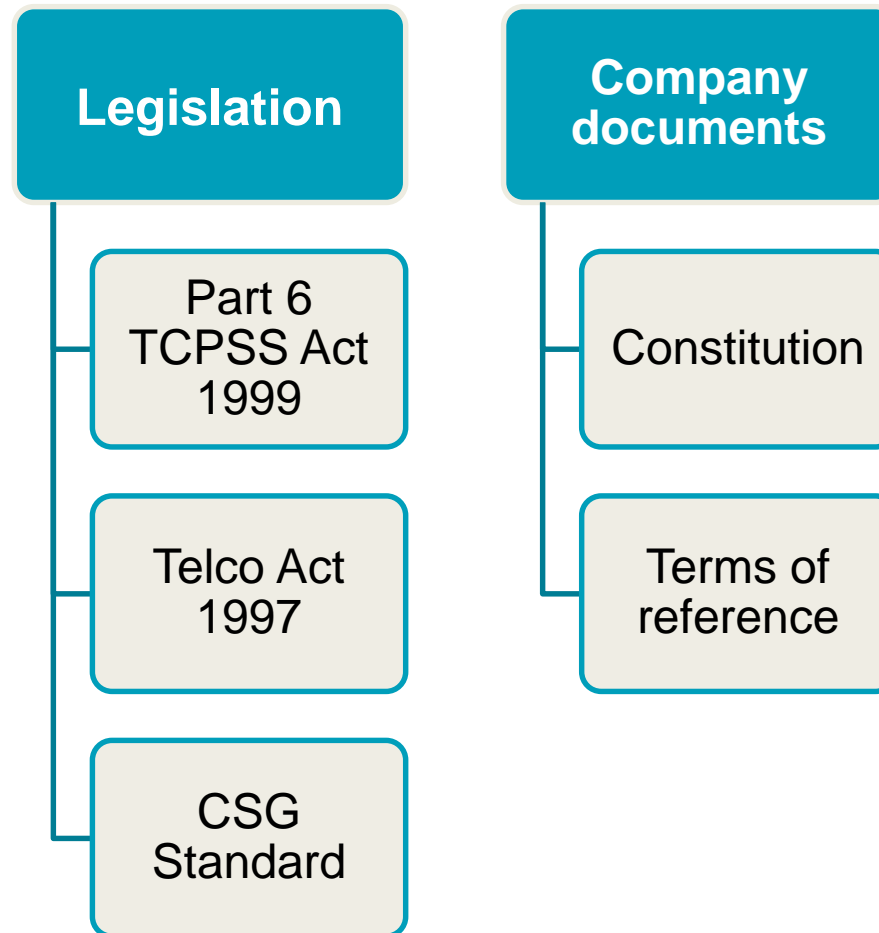 Legislation
Part 6
TCPSS Act
1999
Telco Act
1997
CSG
Standard
Company
documents
Constitution
Terms of
reference